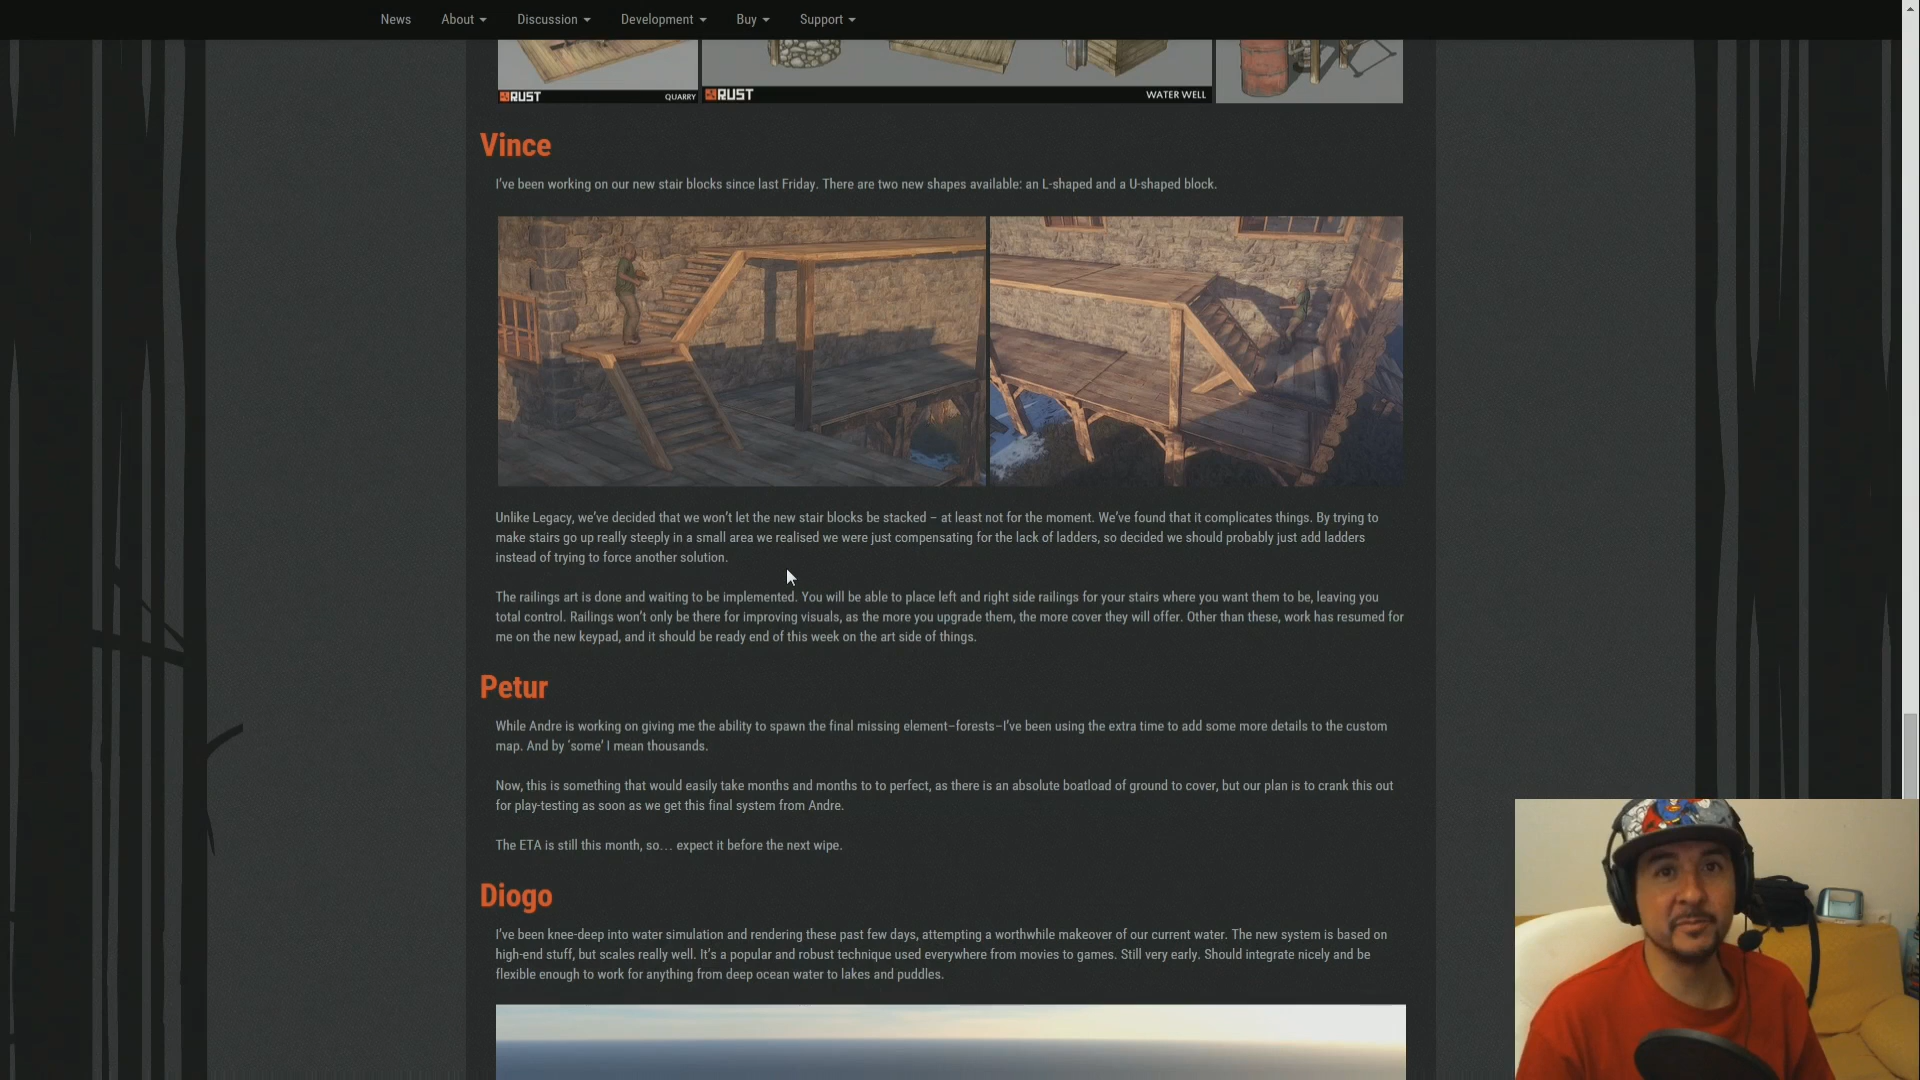 News
About
Discussion
Development
Buy
Support
RUST
QUARRY
RUST
WATER WELL
Vince
I've been working on our new stair blocks since last Friday. There are two new shapes available: an L-shaped and a U-shaped block.
Unlike Legacy, we've decided that we won't let the new stair blocks be stacked – at least not for the moment. We've found that it complicates things. By trying to
make stairs go up really steeply in a small area we realised we were just compensating for the lack of ladders, so decided we should probably just add ladders
instead of trying to force another solution.
The railings art is done and waiting to be implemented. You will be able to place left and right side railings for your stairs where you want them to be, leaving you
total control. Railings won't only be there for improving visuals, as the more you upgrade them, the more cover they will offer. Other than these, work has resumed for
me on the new keypad, and it should be ready end of this week on the art side of things.
Petur
While Andre is working on giving me the ability to spawn the final missing element–forests–I've been using the extra time to add some more details to the custom
map. And by 'some' I mean thousands.
Now, this is something that would easily take months and months to to perfect, as there is an absolute boatload of ground to cover, but our plan is to crank this out
for play-testing as soon as we get this final system from Andre.
The ETA is still this month, so… expect it before the next wipe.
Diogo
I've been knee-deep into water simulation and rendering these past few days, attempting a worthwhile makeover of our current water. The new system is based on
high-end stuff, but scales really well. It's a popular and robust technique used everywhere from movies to games. Still very early. Should integrate nicely and be
flexible enough to work for anything from deep ocean water to lakes and puddles.